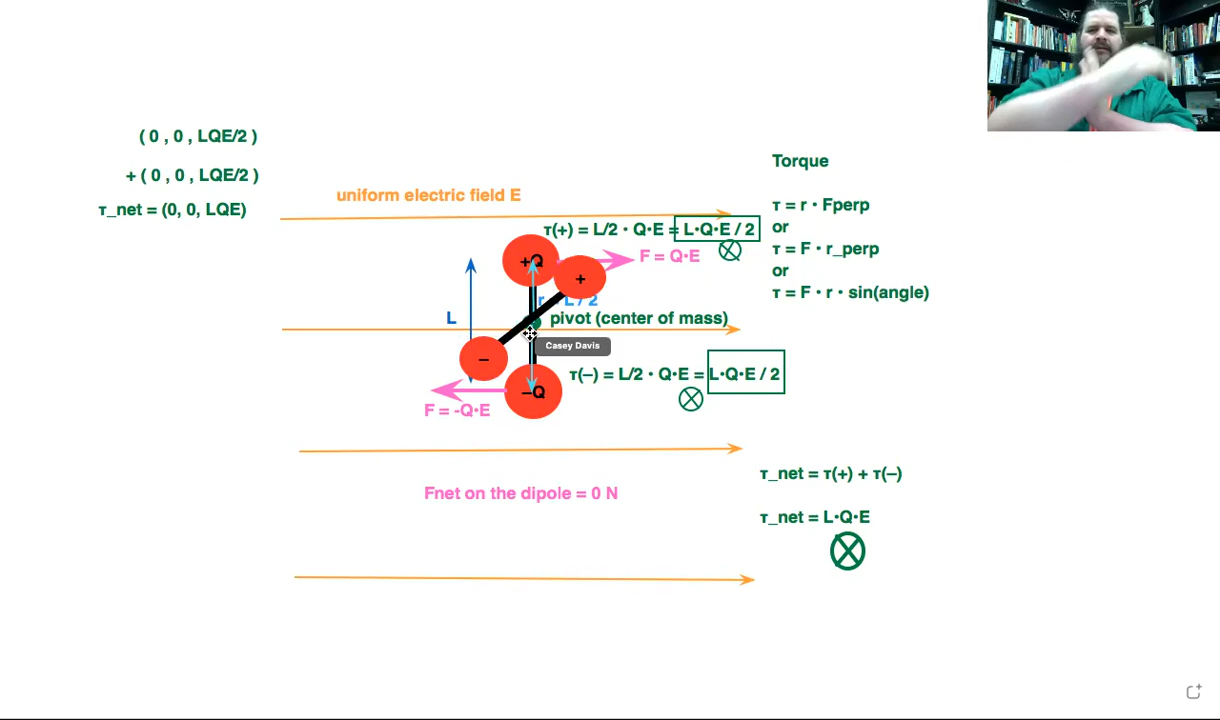 ( 0 , 0 , LQE/2 )
+ ( 0 , 0 , LQE/2 )
τ_net = (0, 0, LQE)
uniform electric field E
τ(+) = L/2 · Q·E = L·Q·E / 2
F = Q·E
+Q
+
r = L / 2
L
pivot (center of mass)
Casey Davis
–
τ(–) = L/2 · Q·E = L·Q·E / 2
–Q
F = -Q·E
Fnet on the dipole = 0 N
Torque
τ = r · Fperp
or
τ = F · r_perp
or
τ = F · r · sin(angle)
τ_net = τ(+) + τ(–)
τ_net = L·Q·E